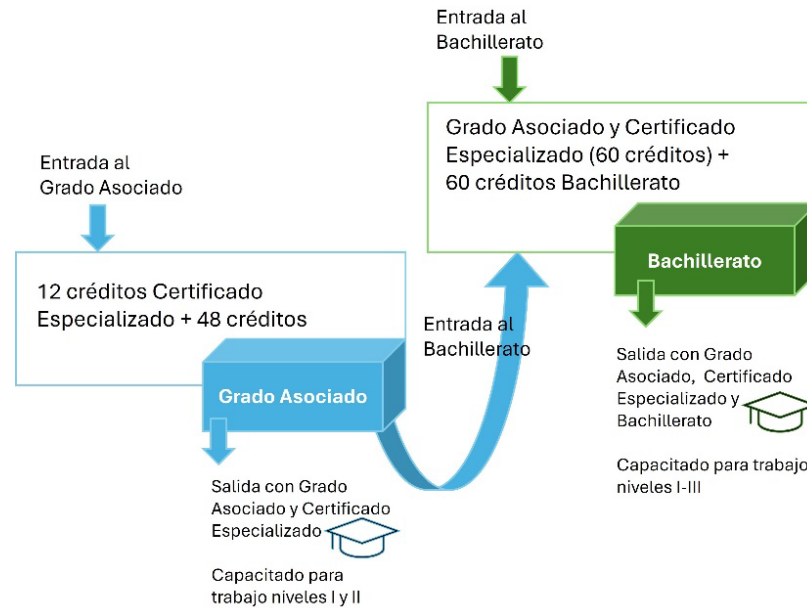 Entrada al
Grado Asociado
12 créditos Certificado
Especializado + 48 créditos
Grado Asociado
Salida con Grado
Asociado y Certificado
Especializado
Capacitado para
trabajo niveles I y II
Entrada al
Bachillerato
Entrada al
Bachillerato
Grado Asociado y Certificado
Especializado (60 créditos) +
60 créditos Bachillerato
Bachillerato
Salida con Grado
Asociado, Certificado
Especializado y
Bachillerato
Capacitado para trabajo
niveles I-III